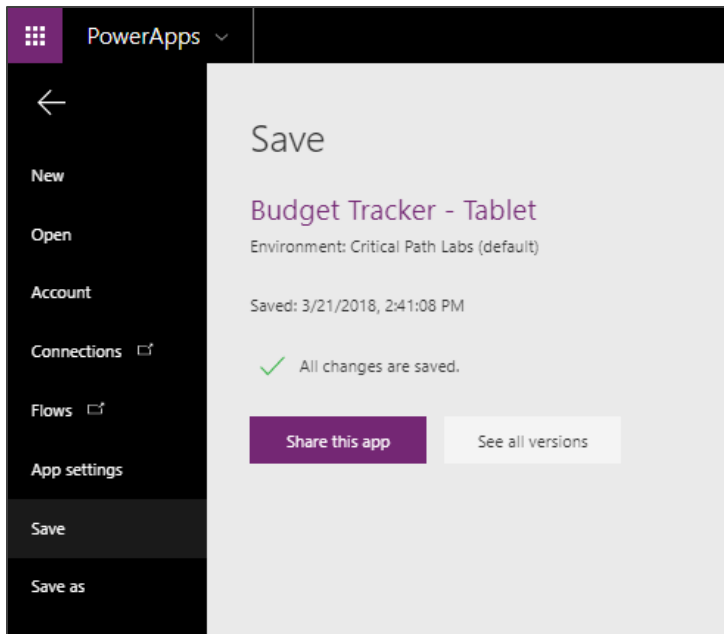 PowerApps
New
Open
Account
Connections
Flows
App settings
Save
Save as
Save
Budget Tracker - Tablet
Environment: Critical Path Labs (default)
Saved: 3/21/2018, 2:41:08 PM
All changes are saved.
Share this app
See all versions